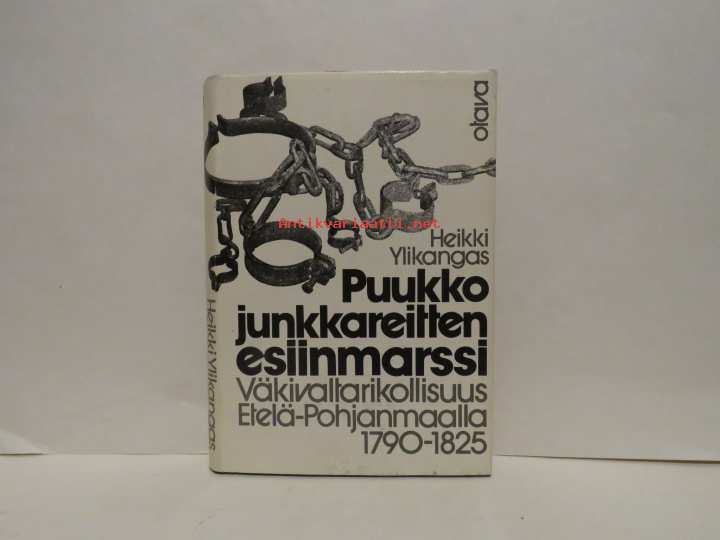 otava
Antikvariaatti.net
Heikki
Ylikangas
Puukko
junkkareitten
esiinmarssi
Väkivaltarikollisuus
Etelä-Pohjanmaalla
1790-1825
Heikki Ylikangas